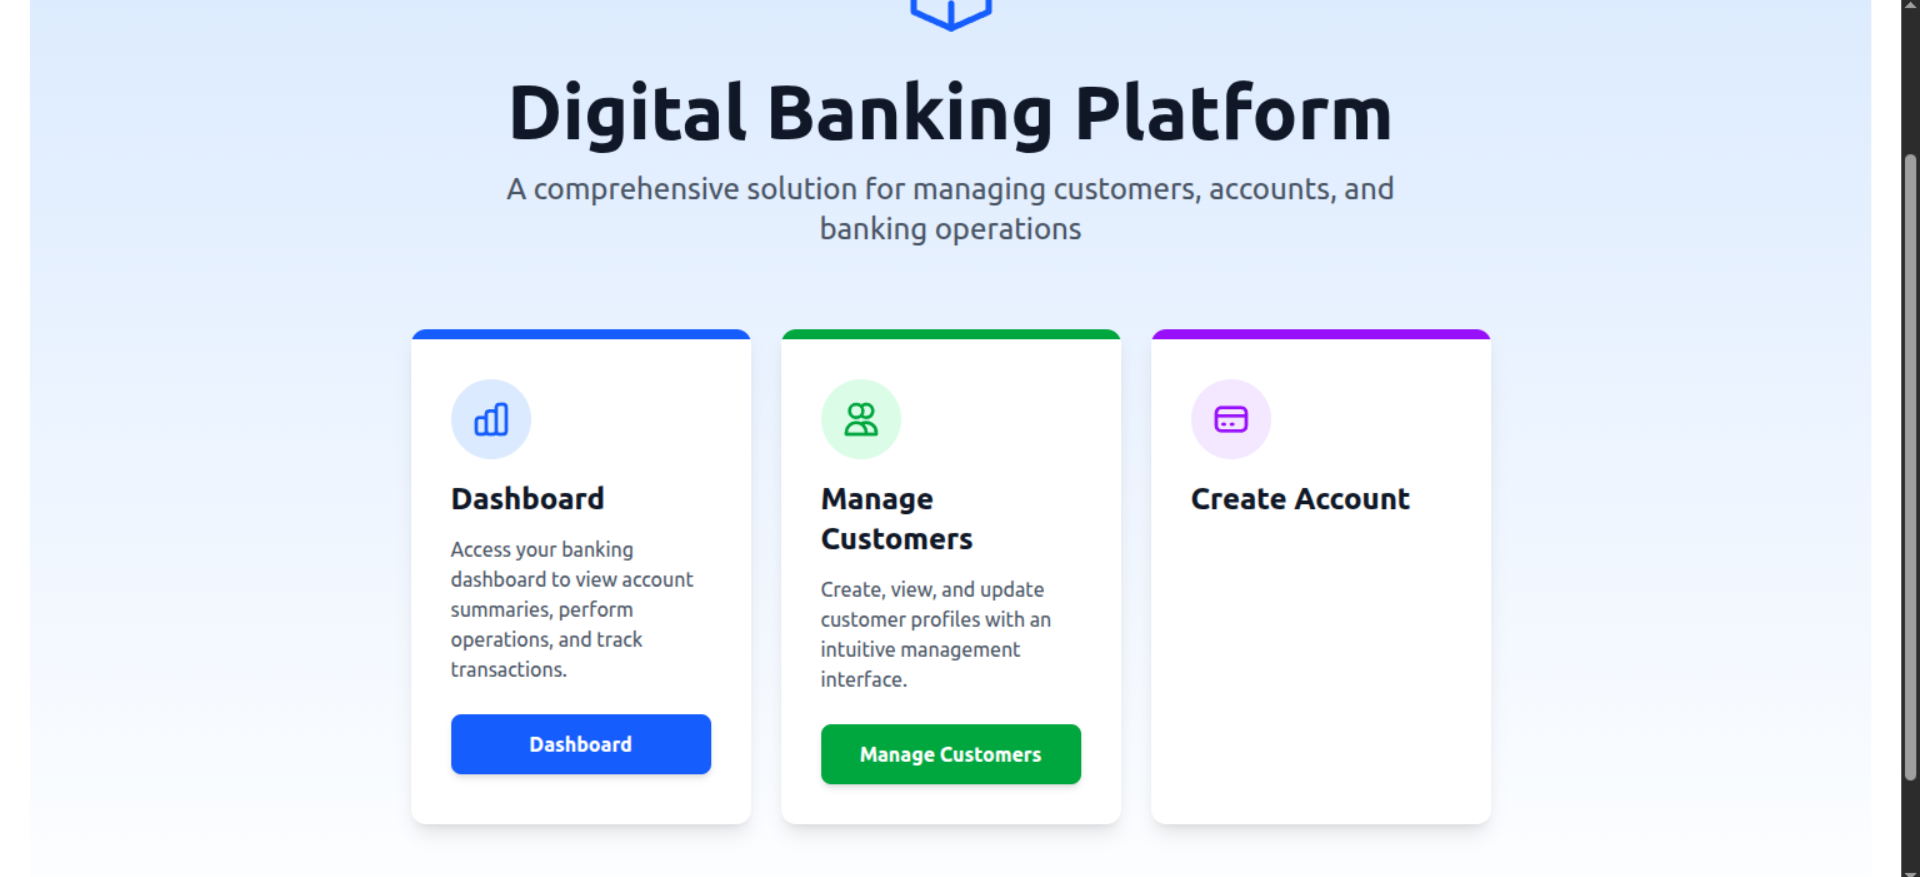 Digital Banking Platform
A comprehensive solution for managing customers, accounts, and
banking operations
Dashboard
Access your banking
dashboard to view account
summaries, perform
operations, and track
transactions.
Dashboard
Manage
Customers
Create, view, and update
customer profiles with an
intuitive management
interface.
Manage Customers
Create Account